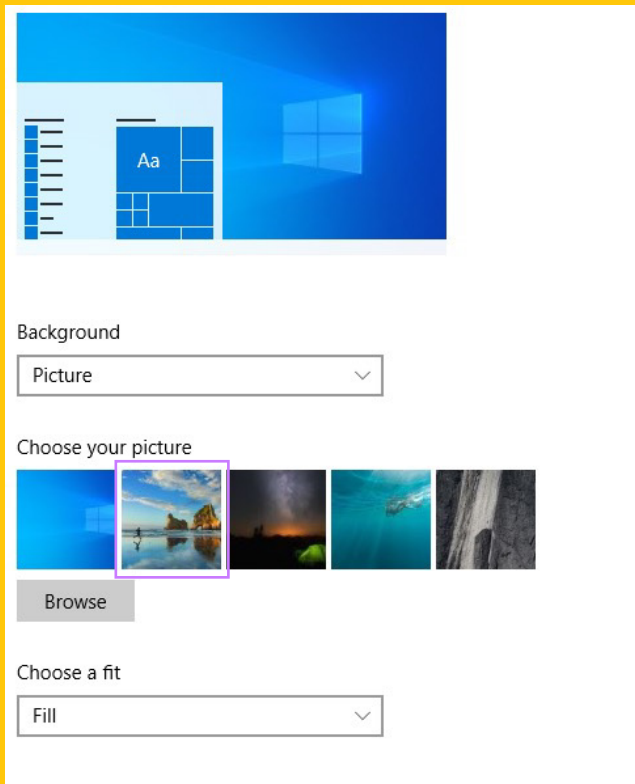 Aa
Background
Picture
Choose your picture
Browse
Choose a fit
Fill